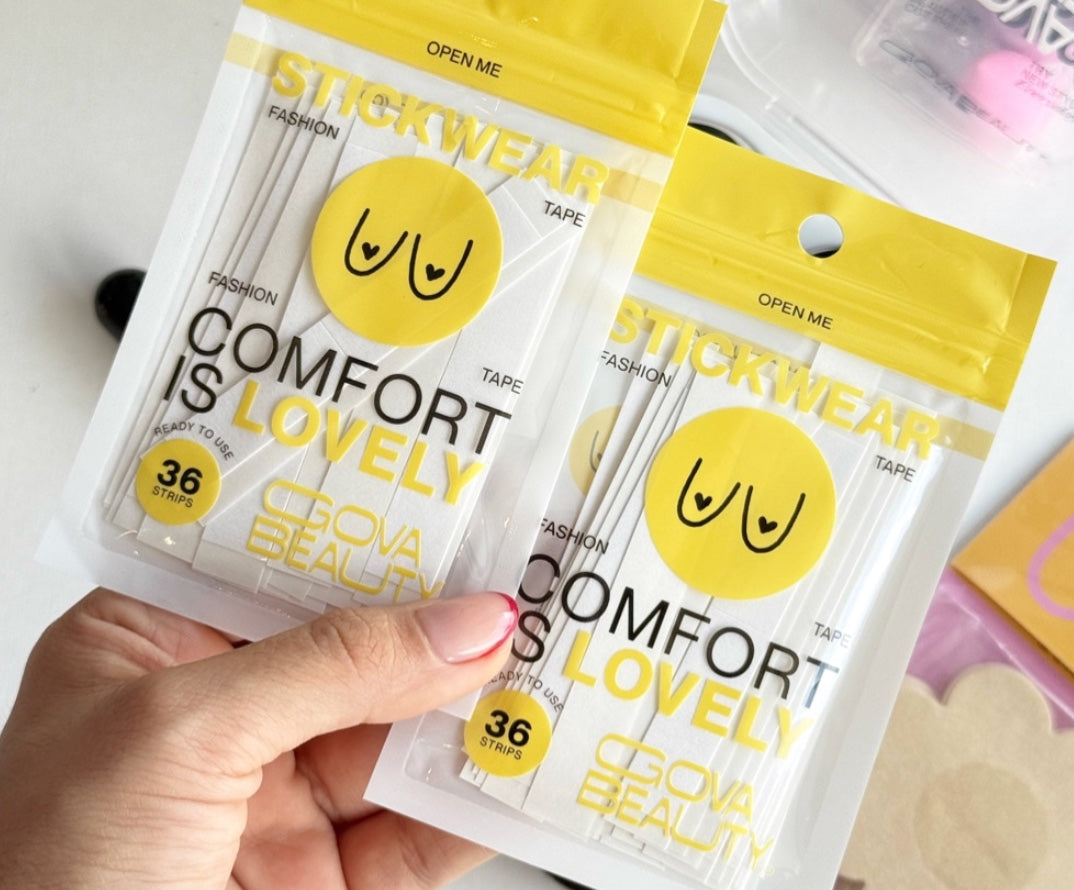 OPEN ME
STICKWEAR
FASHION
TAPE
FASHION
COMFORT
TAPE
IS LOVELY
READY TO USE
36
STRIPS
GOVA
BEAUTY
OPEN ME
STICKWEAR
FASHION
TAPE
FASHION
COMFORT
TAPE
IS LOVELY
READY TO USE
36
STRIPS
GOVA
BEAUTY